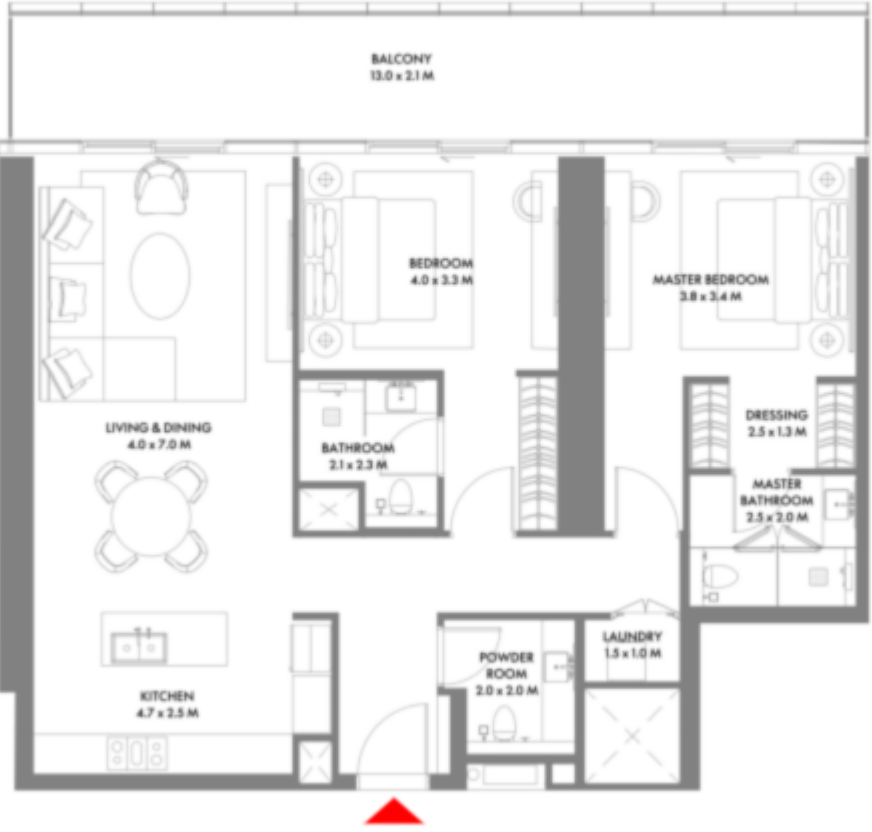 BALCONY
13.0 x 2.1 M
BEDROOM
4.0 x 3.3 M
MASTER BEDROOM
3.8 x 3.4 M
LIVING & DINING
4.0 x 7.0 M
BATHROOM
2.1 x 2.3 M
DRESSING
2.5 x 1.3 M
MASTER
BATHROOM
2.5 x 2.0 M
POWDER
ROOM
2.0 x 2.0 M
LAUNDRY
1.5 x 1.0 M
KITCHEN
4.7 x 2.5 M